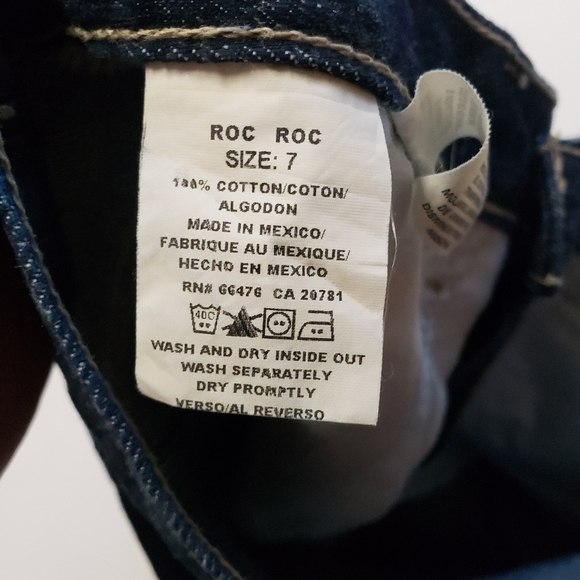 ROC ROC
SIZE: 7
100% COTTON/COTON/
ALGODON
MADE IN MEXICO/
FABRIQUE AU MEXIQUE/
HECHO EN MEXICO
RN# 66476 CA 20781
40C
WASH AND DRY INSIDE OUT
WASH SEPARATELY
DRY PROMPTLY
VERSO/AL REVERSO